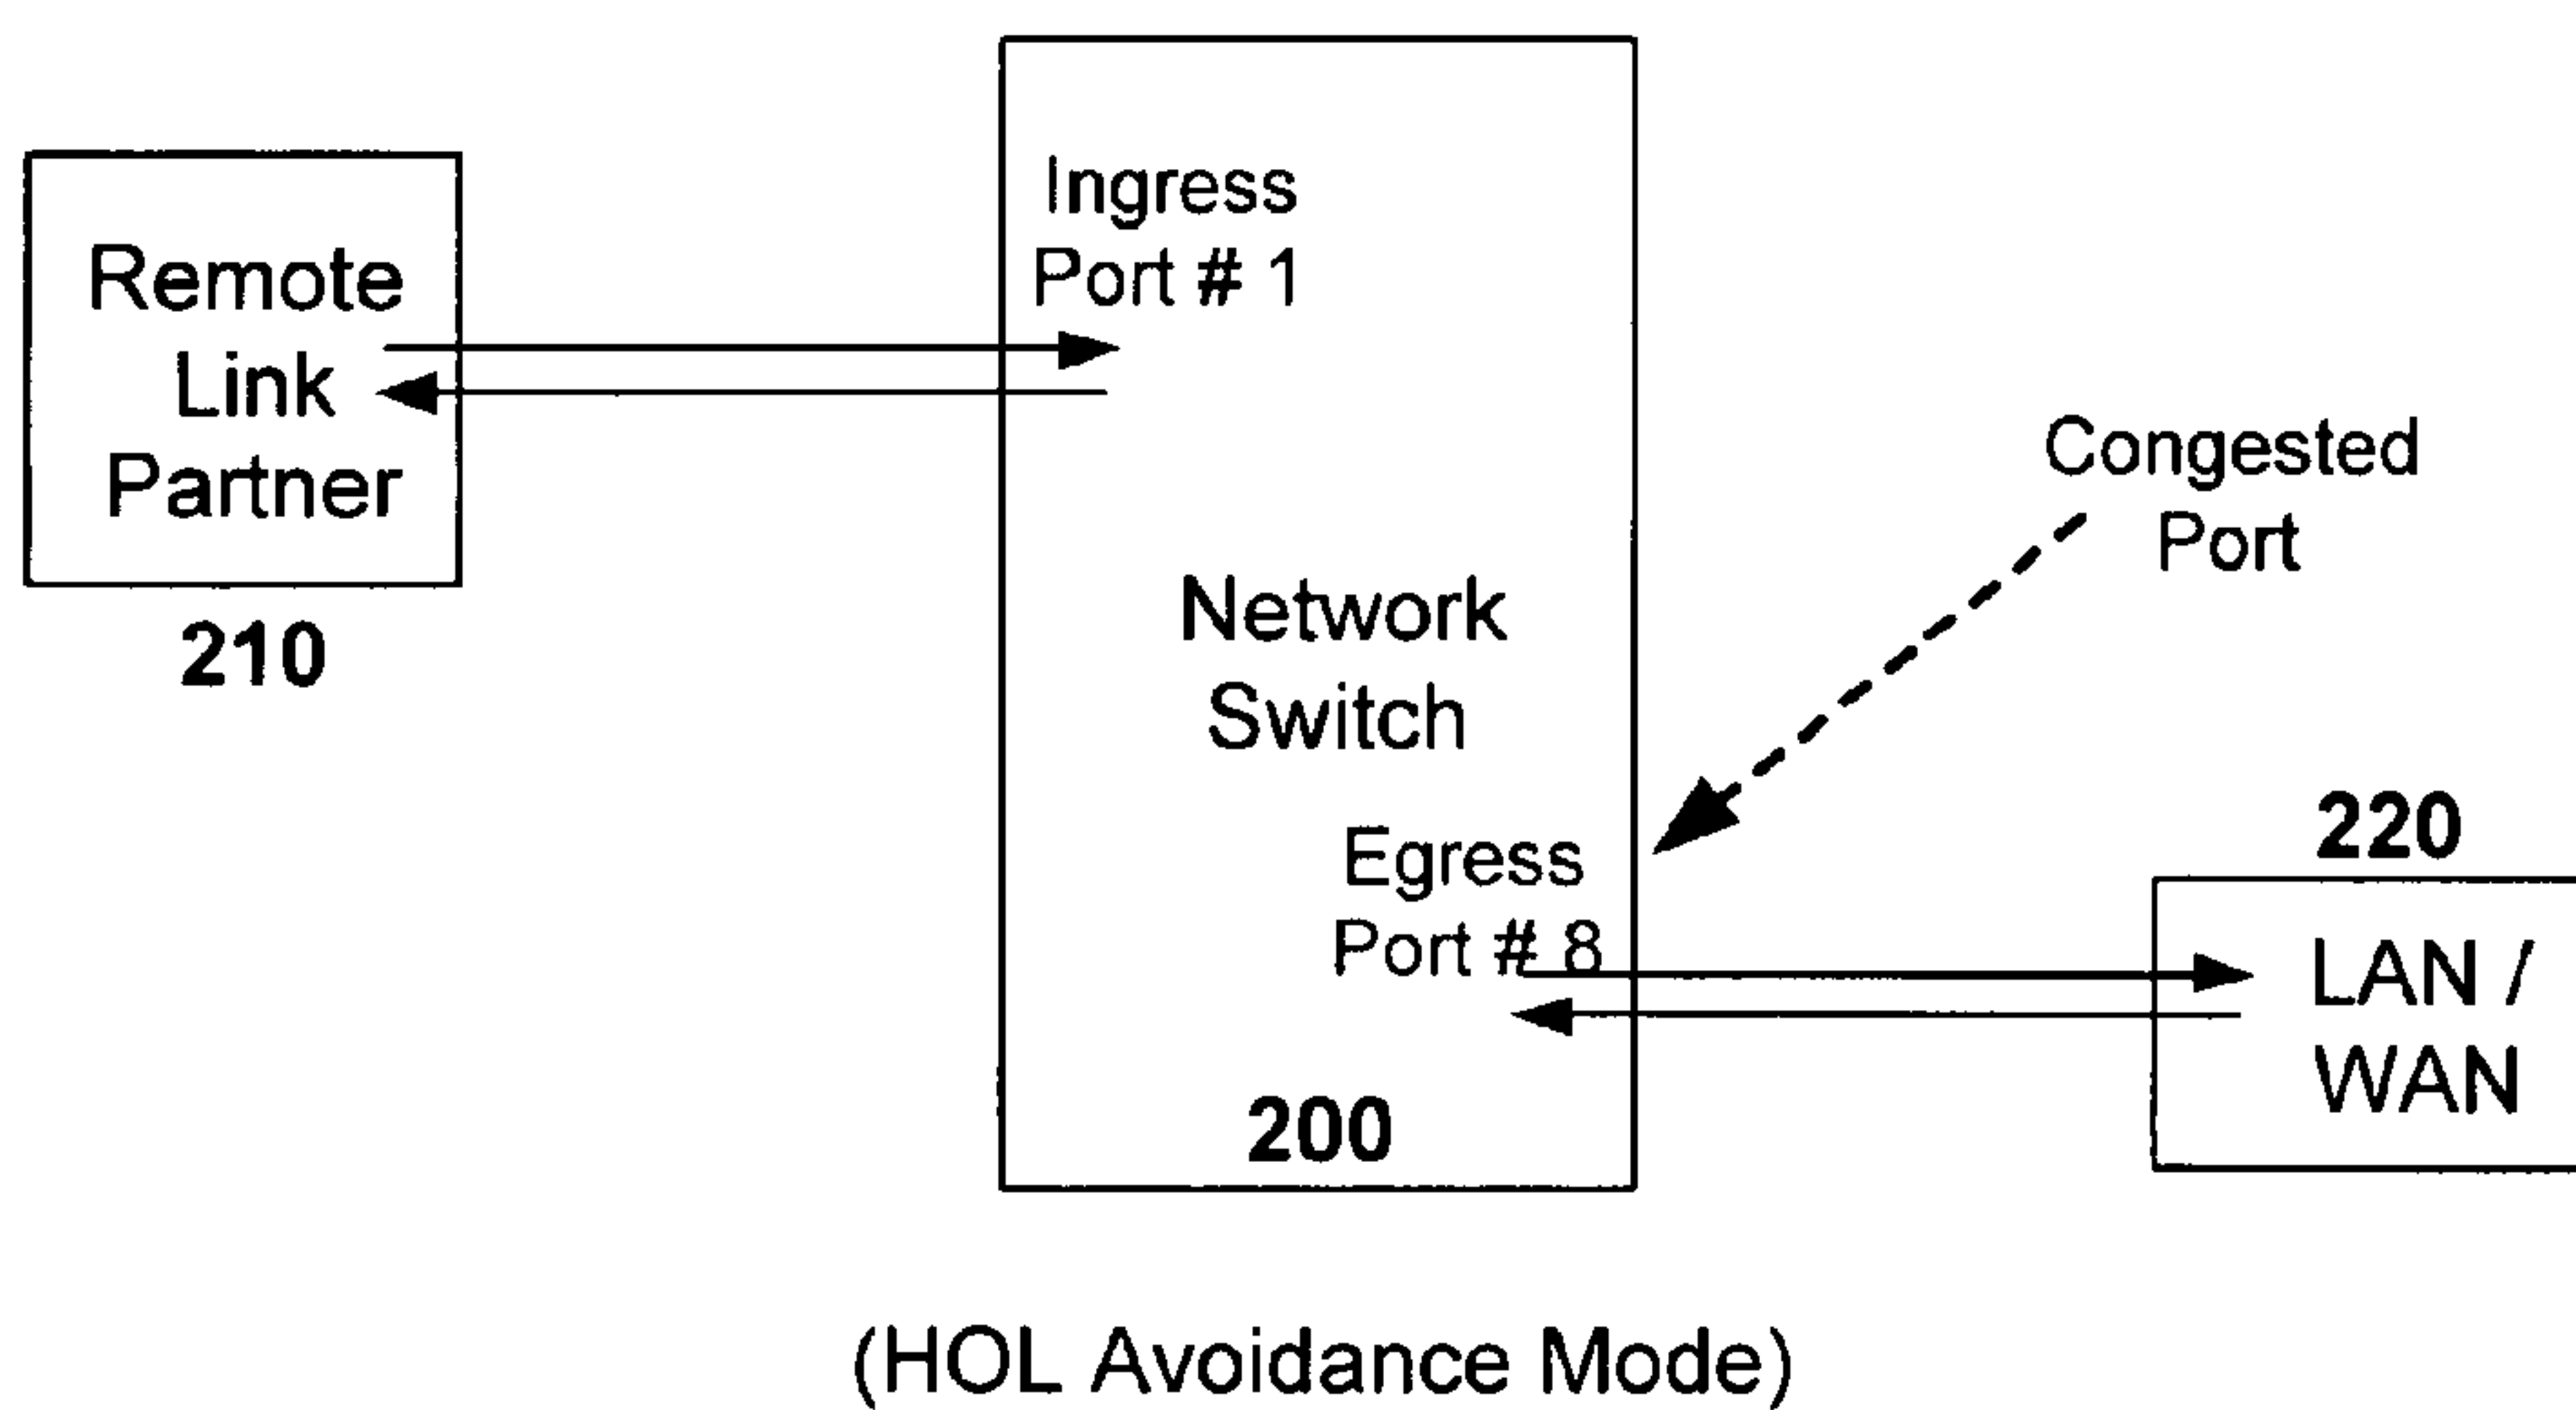 Ingress
Port # 1
Remote
Link
Partner
210
Congested
Port
Network
Switch
Egress
Port # 8
200
220
LAN /
WAN
(HOL Avoidance Mode)